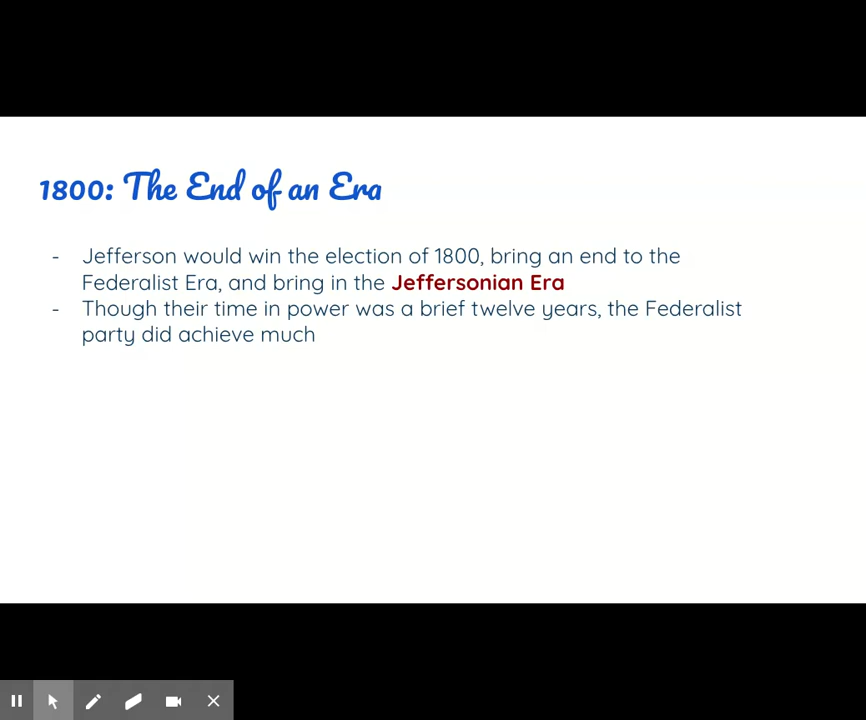 1800: The End of an Era
- Jefferson would win the election of 1800, bring an end to the
Federalist Era, and bring in the Jeffersonian Era
- Though their time in power was a brief twelve years, the Federalist
party did achieve much